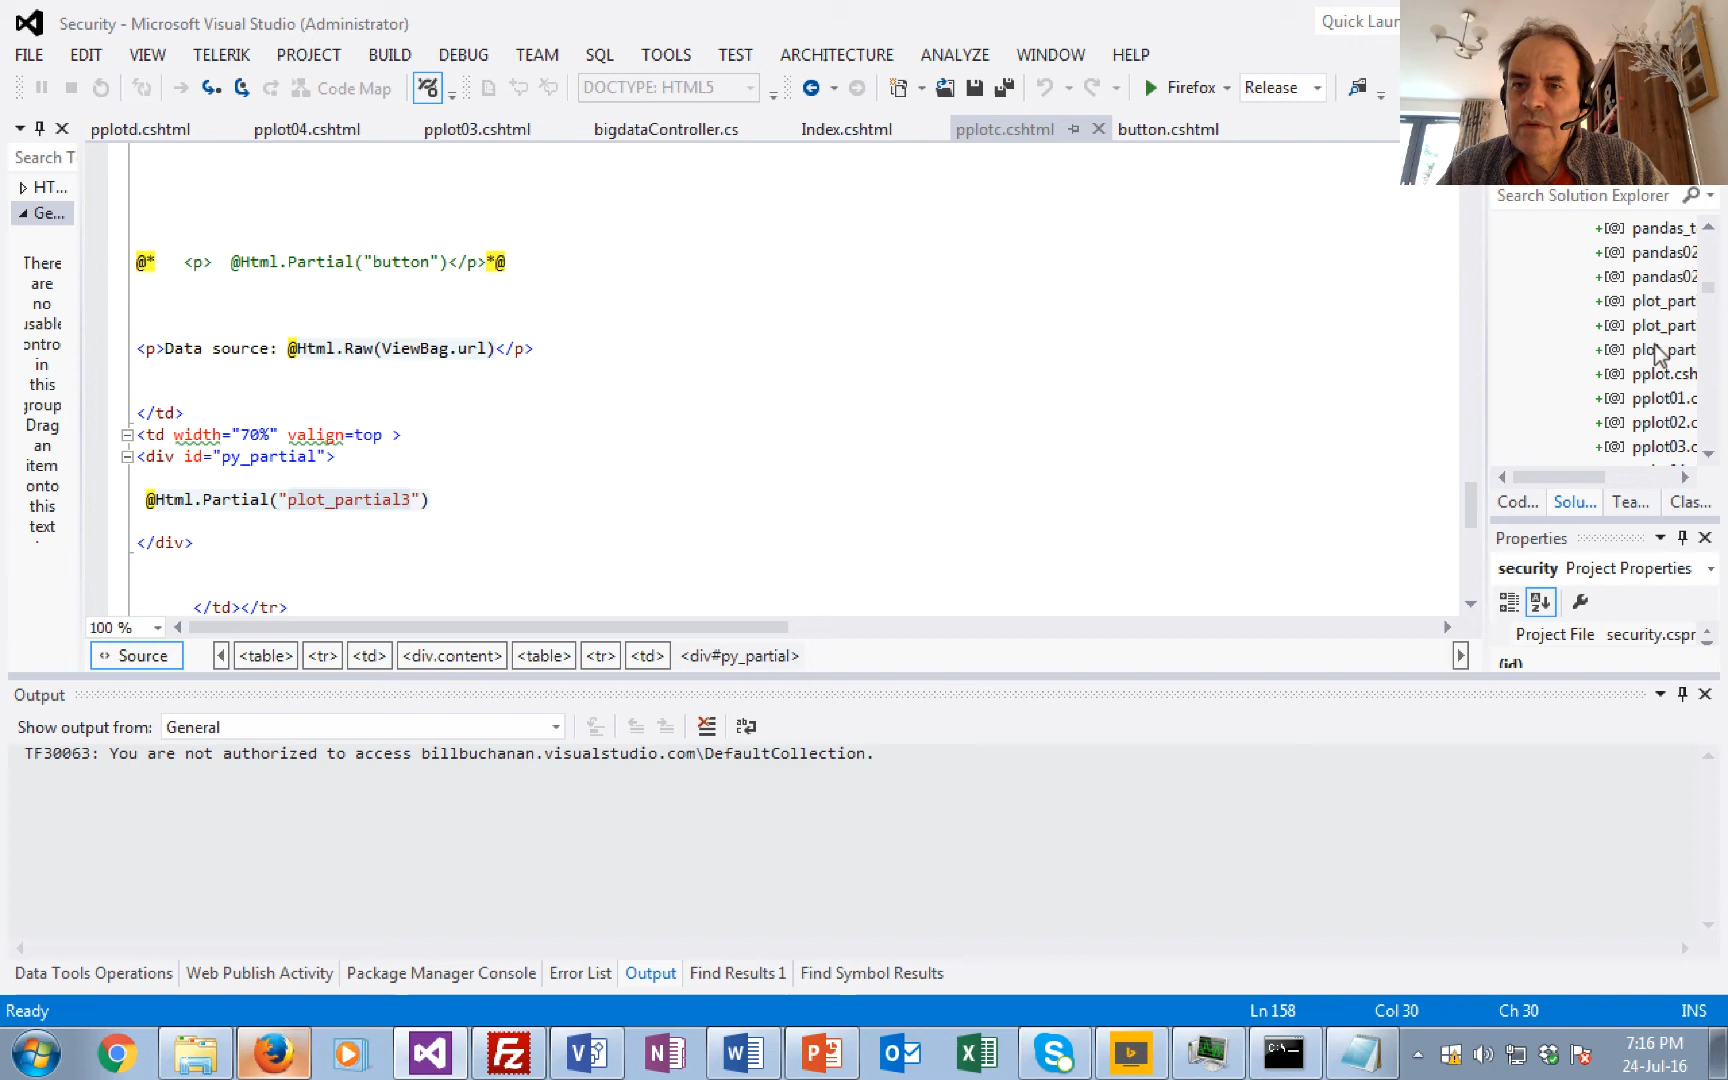 Security - Microsoft Visual Studio (Administrator)
Quick Laun
FILE EDIT VIEW TELERIK PROJECT BUILD DEBUG TEAM SQL TOOLS TEST ARCHITECTURE ANALYZE WINDOW HELP
Code Map DOCTYPE: HTML5 Firefox Release
pplotd.cshtml pplot04.cshtml pplot03.cshtml bigdataController.cs Index.cshtml pplotc.cshtml button.cshtml
Search T
HT...
Ge...
There
are
no
in
this
group
Drag
an
item
onto
this
text
@* <p> @Html.Partial("button")</p>*@
<p>Data source: @Html.Raw(ViewBag.url)</p>
</td>
<td width="70%" valign=top >
<div id="py_partial">
@Html.Partial("plot_partial3")
</div>
</td></tr>
100 %
Source <table> <tr> <td> <div.content> <table> <tr> <td> <div#py_partial>
Search Solution Explorer
+[@] pandas_t
+[@] pandas02
+[@] pandas02
+[@] plot_part
+[@] plot_part
+[@] plot_part
+[@] pplot.csh
+[@] pplot01.c
+[@] pplot02.c
+[@] pplot03.c
Cod... Solu... Tea... Clas...
Properties
security Project Properties
Project File security.cspr
(id)
Output
Show output from: General
TF30063: You are not authorized to access billbuchanan.visualstudio.com\DefaultCollection.
Data Tools Operations Web Publish Activity Package Manager Console Error List Output Find Results 1 Find Symbol Results
Ready Ln 158 Col 30 Ch 30 INS
7:16 PM
24-Jul-16